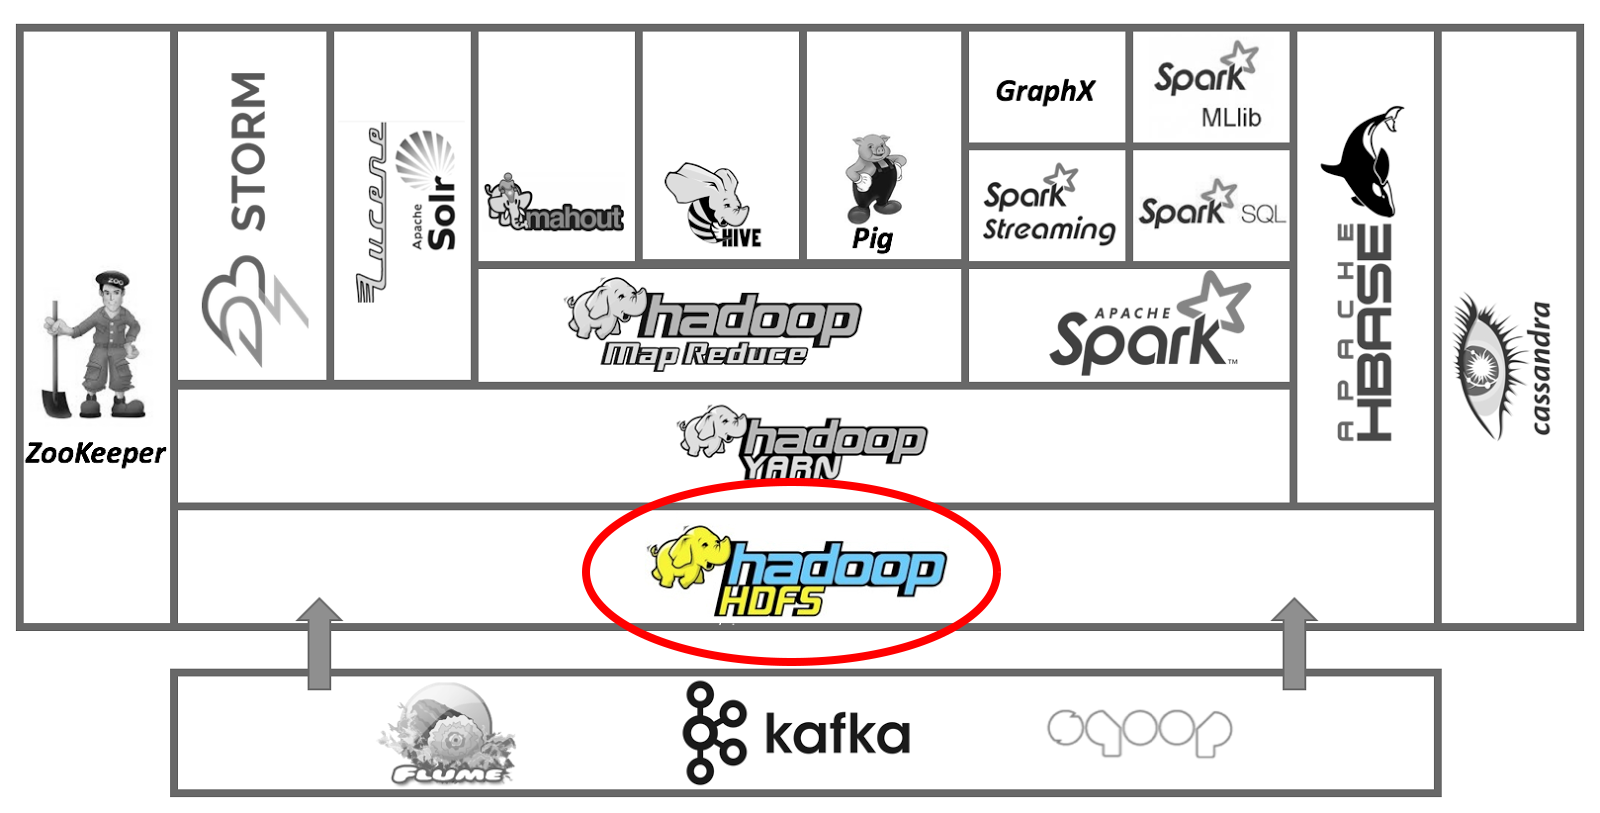 ZOO
ZooKeeper
STORM
Lucene
Apache
Solr
mahout
HIVE
Pig
GraphX
Spark
MLlib
Spark
Streaming
Spark SQL
hadoop
Map Reduce
APACHE
Spark™
APACHE
HBASE
cassandra
hadoop
YARN
hadoop
HDFS
FLUME
kafka
sqoop